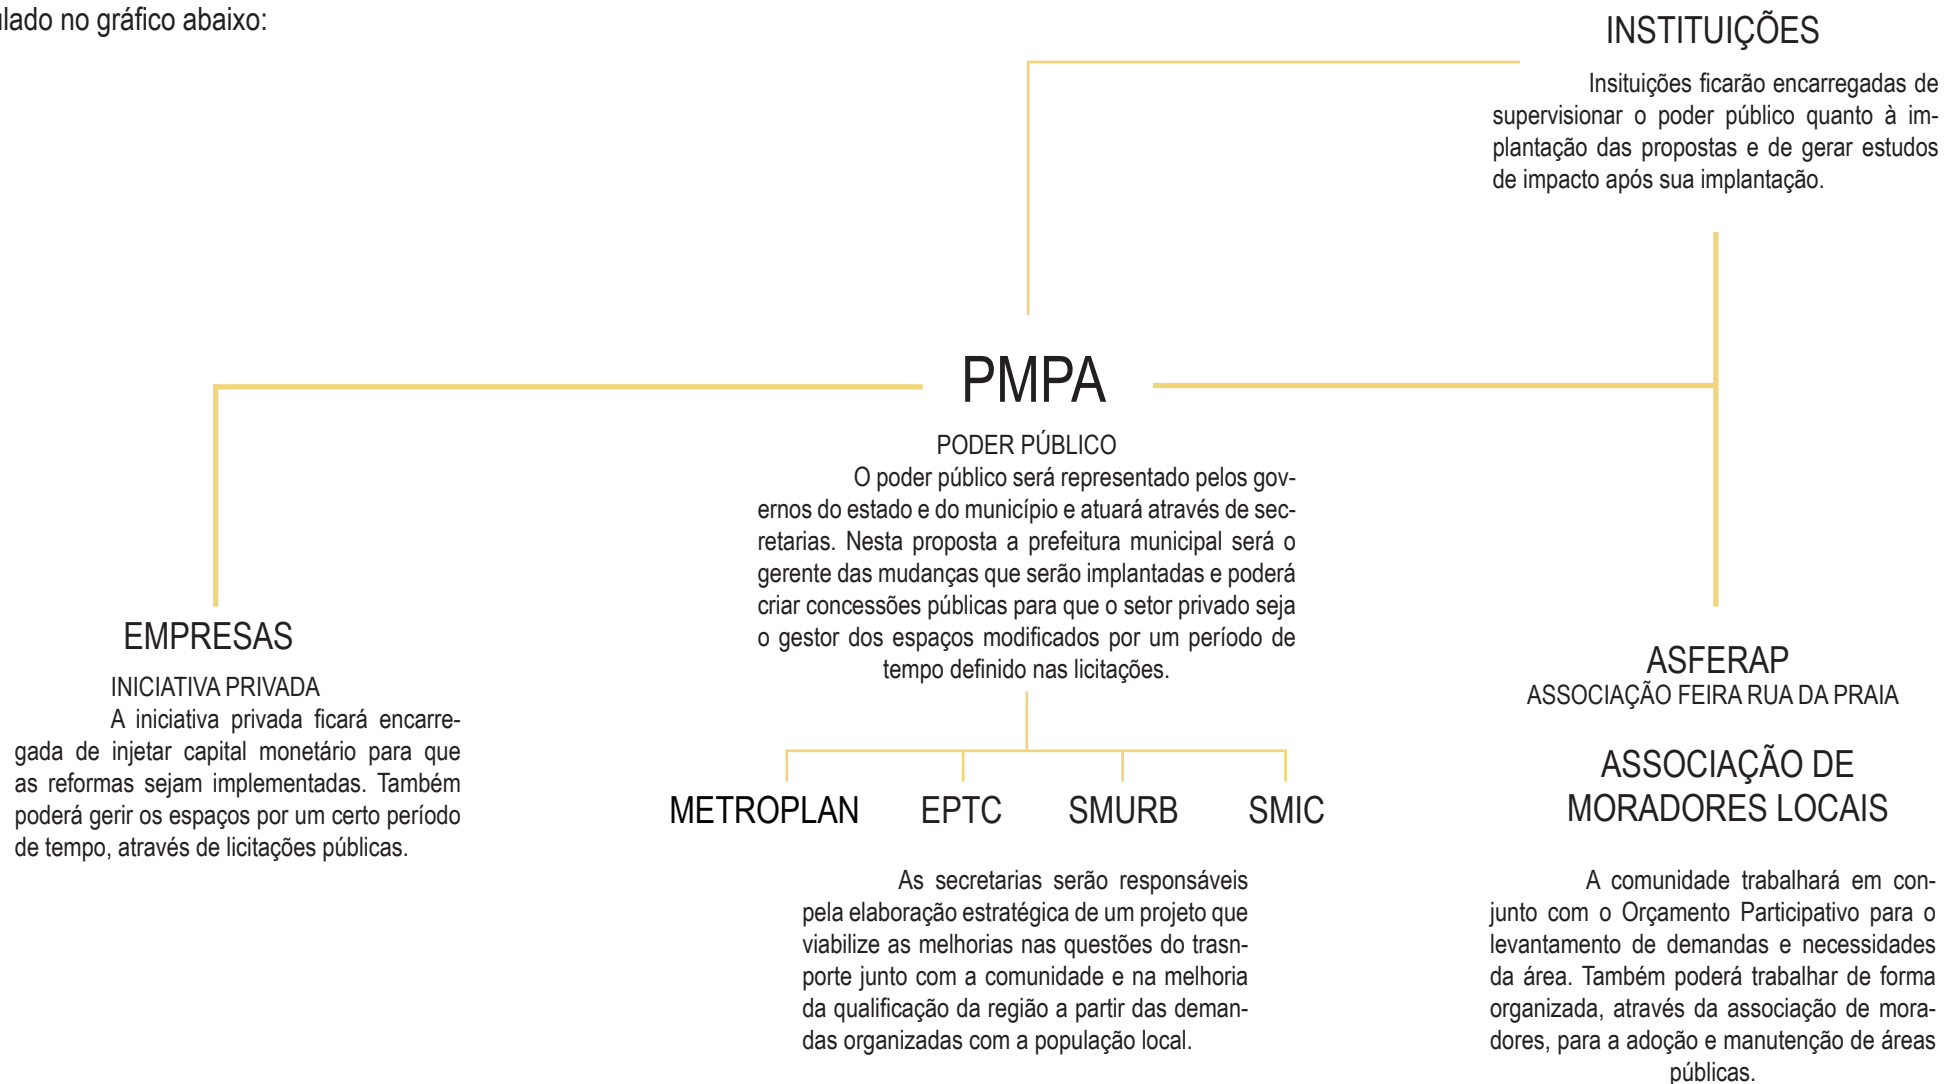 ulado no gráfico abaixo:
INSTITUIÇÕES
Insituições ficarão encarregadas de
supervisionar o poder público quanto à im-
plantação das propostas e de gerar estudos
de impacto após sua implantação.
PMPA
PODER PÚBLICO
O poder público será representado pelos gov-
ernos do estado e do município e atuará através de sec-
retarias. Nesta proposta a prefeitura municipal será o
gerente das mudanças que serão implantadas e poderá
criar concessões públicas para que o setor privado seja
o gestor dos espaços modificados por um período de
tempo definido nas licitações.
EMPRESAS
INICIATIVA PRIVADA
A iniciativa privada ficará encarre-
gada de injetar capital monetário para que
as reformas sejam implementadas. Também
poderá gerir os espaços por um certo período
de tempo, através de licitações públicas.
METROPLAN EPTC SMURB SMIC
As secretarias serão responsáveis
pela elaboração estratégica de um projeto que
viabilize as melhorias nas questões do trasn-
porte junto com a comunidade e na melhoria
da qualificação da região a partir das deman-
das organizadas com a população local.
ASFERAP
ASSOCIAÇÃO FEIRA RUA DA PRAIA
ASSOCIAÇÃO DE
MORADORES LOCAIS
A comunidade trabalhará em con-
junto com o Orçamento Participativo para o
levantamento de demandas e necessidades
da área. Também poderá trabalhar de forma
organizada, através da associação de mora-
dores, para a adoção e manutenção de áreas
públicas.